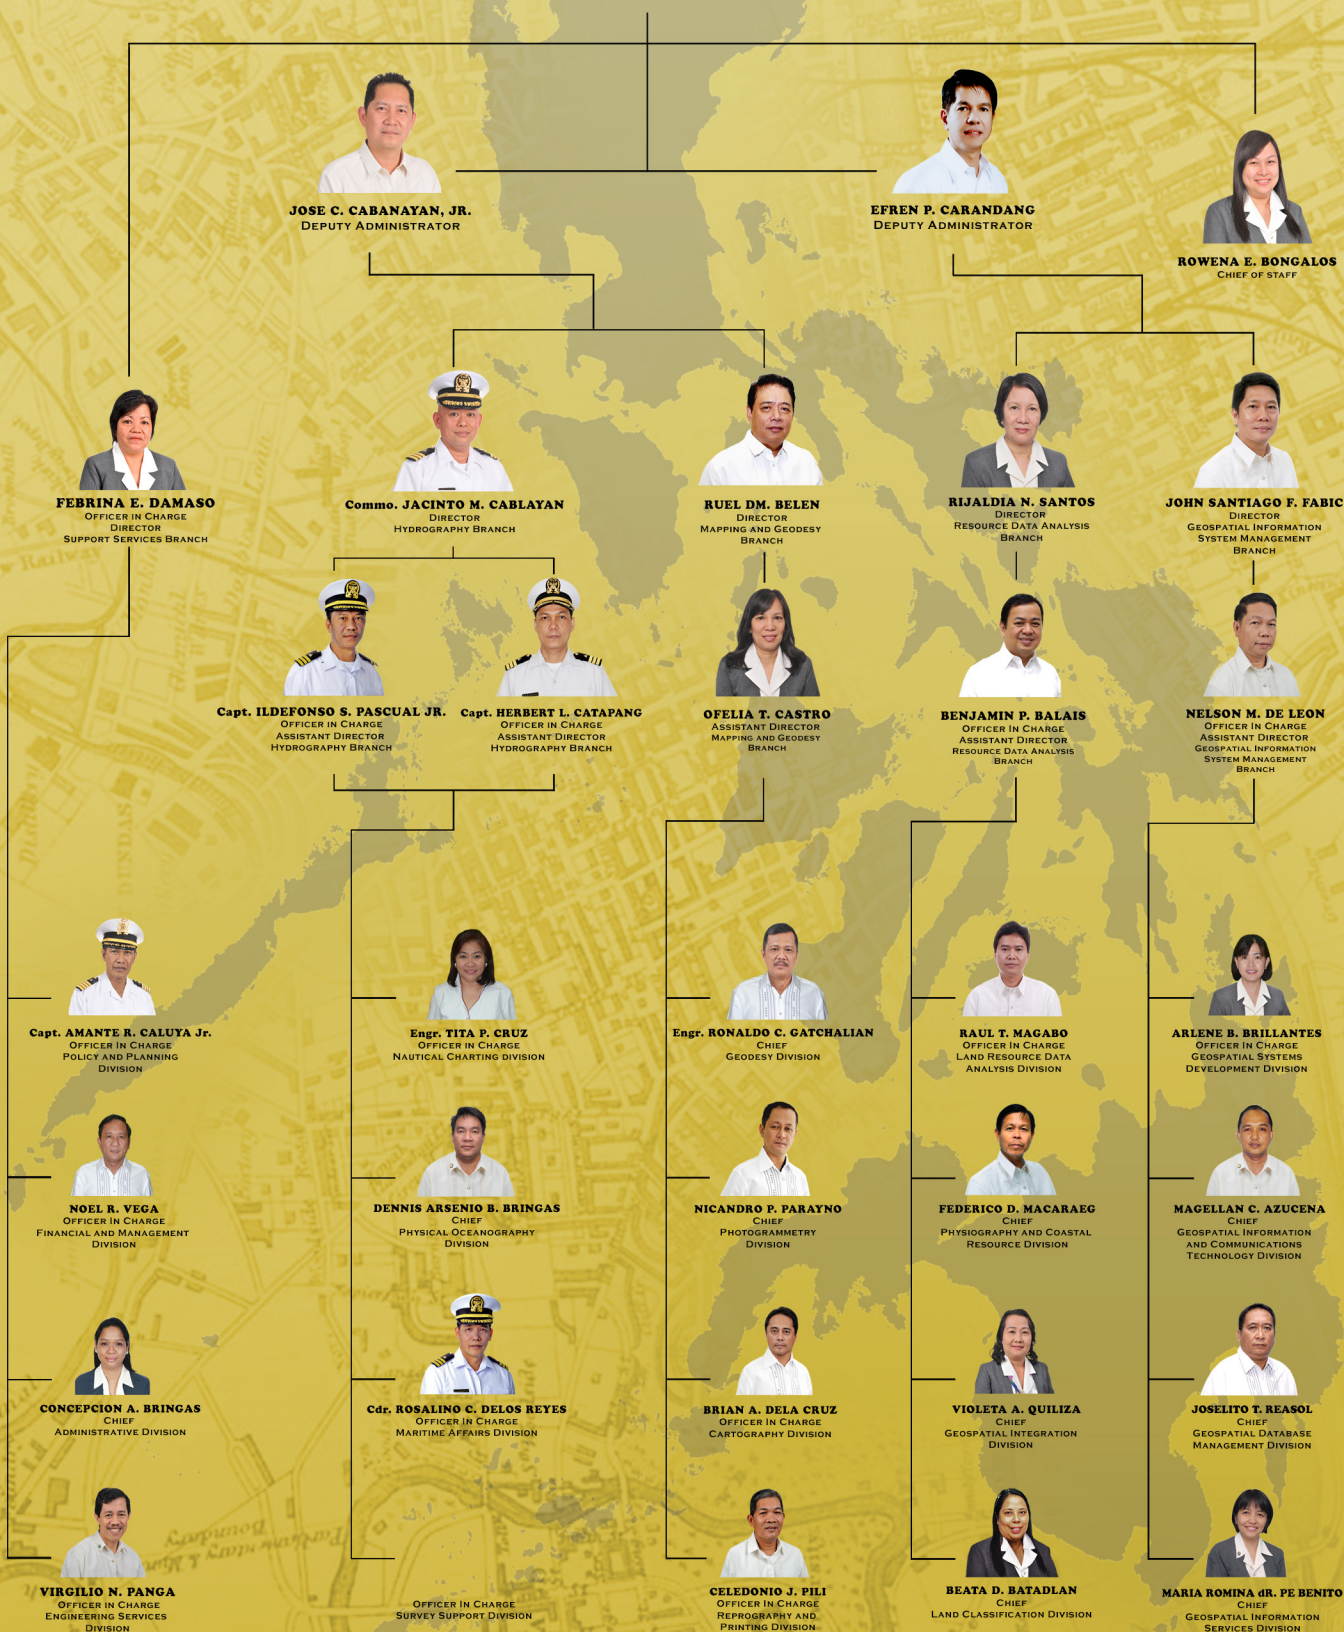 JOSE C. CABANAYAN, JR.
DEPUTY ADMINISTRATOR
EFREN P. CARANDANG
DEPUTY ADMINISTRATOR
ROWENA E. BONGALOS
CHIEF OF STAFF
FEBRINA E. DAMASO
OFFICER IN CHARGE
DIRECTOR
SUPPORT SERVICES BRANCH
Commo. JACINTO M. CABLAYAN
DIRECTOR
HYDROGRAPHY BRANCH
RUEL DM. BELEN
DIRECTOR
MAPPING AND GEODESY
BRANCH
RIJALDIA N. SANTOS
DIRECTOR
RESOURCE DATA ANALYSIS
BRANCH
JOHN SANTIAGO F. FABIC
DIRECTOR
GEOSPATIAL INFORMATION
SYSTEM MANAGEMENT
BRANCH
Capt. ILDEFONSO S. PASCUAL JR.
OFFICER IN CHARGE
ASSISTANT DIRECTOR
HYDROGRAPHY BRANCH
Capt. HERBERT L. CATAPANG
OFFICER IN CHARGE
ASSISTANT DIRECTOR
HYDROGRAPHY BRANCH
OFELIA T. CASTRO
ASSISTANT DIRECTOR
MAPPING AND GEODESY
BRANCH
BENJAMIN P. BALAIS
OFFICER IN CHARGE
ASSISTANT DIRECTOR
RESOURCE DATA ANALYSIS
BRANCH
NELSON M. DE LEON
OFFICER IN CHARGE
ASSISTANT DIRECTOR
GEOSPATIAL INFORMATION
SYSTEM MANAGEMENT
BRANCH
Capt. AMANTE R. CALUYA Jr.
OFFICER IN CHARGE
POLICY AND PLANNING
DIVISION
Engr. TITA P. CRUZ
OFFICER IN CHARGE
NAUTICAL CHARTING DIVISION
Engr. RONALDO C. GATCHALIAN
CHIEF
GEODESY DIVISION
RAUL T. MAGABO
OFFICER IN CHARGE
LAND RESOURCE DATA
ANALYSIS DIVISION
ARLENE B. BRILLANTES
OFFICER IN CHARGE
GEOSPATIAL SYSTEMS
DEVELOPMENT DIVISION
NOEL R. VEGA
OFFICER IN CHARGE
FINANCIAL AND MANAGEMENT
DIVISION
DENNIS ARSENIO B. BRINGAS
CHIEF
PHYSICAL OCEANOGRAPHY
DIVISION
NICANDRO P. PARAYNO
CHIEF
PHOTOGRAMMETRY
DIVISION
FEDERICO D. MACARAEG
CHIEF
PHYSIOGRAPHY AND COASTAL
RESOURCE DIVISION
MAGELLAN C. AZUCENA
CHIEF
GEOSPATIAL INFORMATION
AND COMMUNICATIONS
TECHNOLOGY DIVISION
CONCEPCION A. BRINGAS
CHIEF
ADMINISTRATIVE DIVISION
Cdr. ROSALINO C. DELOS REYES
OFFICER IN CHARGE
MARITIME AFFAIRS DIVISION
BRIAN A. DELA CRUZ
OFFICER IN CHARGE
CARTOGRAPHY DIVISION
VIOLETA A. QUILIZA
CHIEF
GEOSPATIAL INTEGRATION
DIVISION
JOSELITO T. REASOL
CHIEF
GEOSPATIAL DATABASE
MANAGEMENT DIVISION
VIRGILIO N. PANGA
OFFICER IN CHARGE
ENGINEERING SERVICES
DIVISION
OFFICER IN CHARGE
SURVEY SUPPORT DIVISION
CELEDONIO J. PILI
OFFICER IN CHARGE
REPROGRAPHY AND
PRINTING DIVISION
BEATA D. BATADLAN
CHIEF
LAND CLASSIFICATION DIVISION
MARIA ROMINA dR. PE BENITO
CHIEF
GEOSPATIAL INFORMATION
SERVICES DIVISION